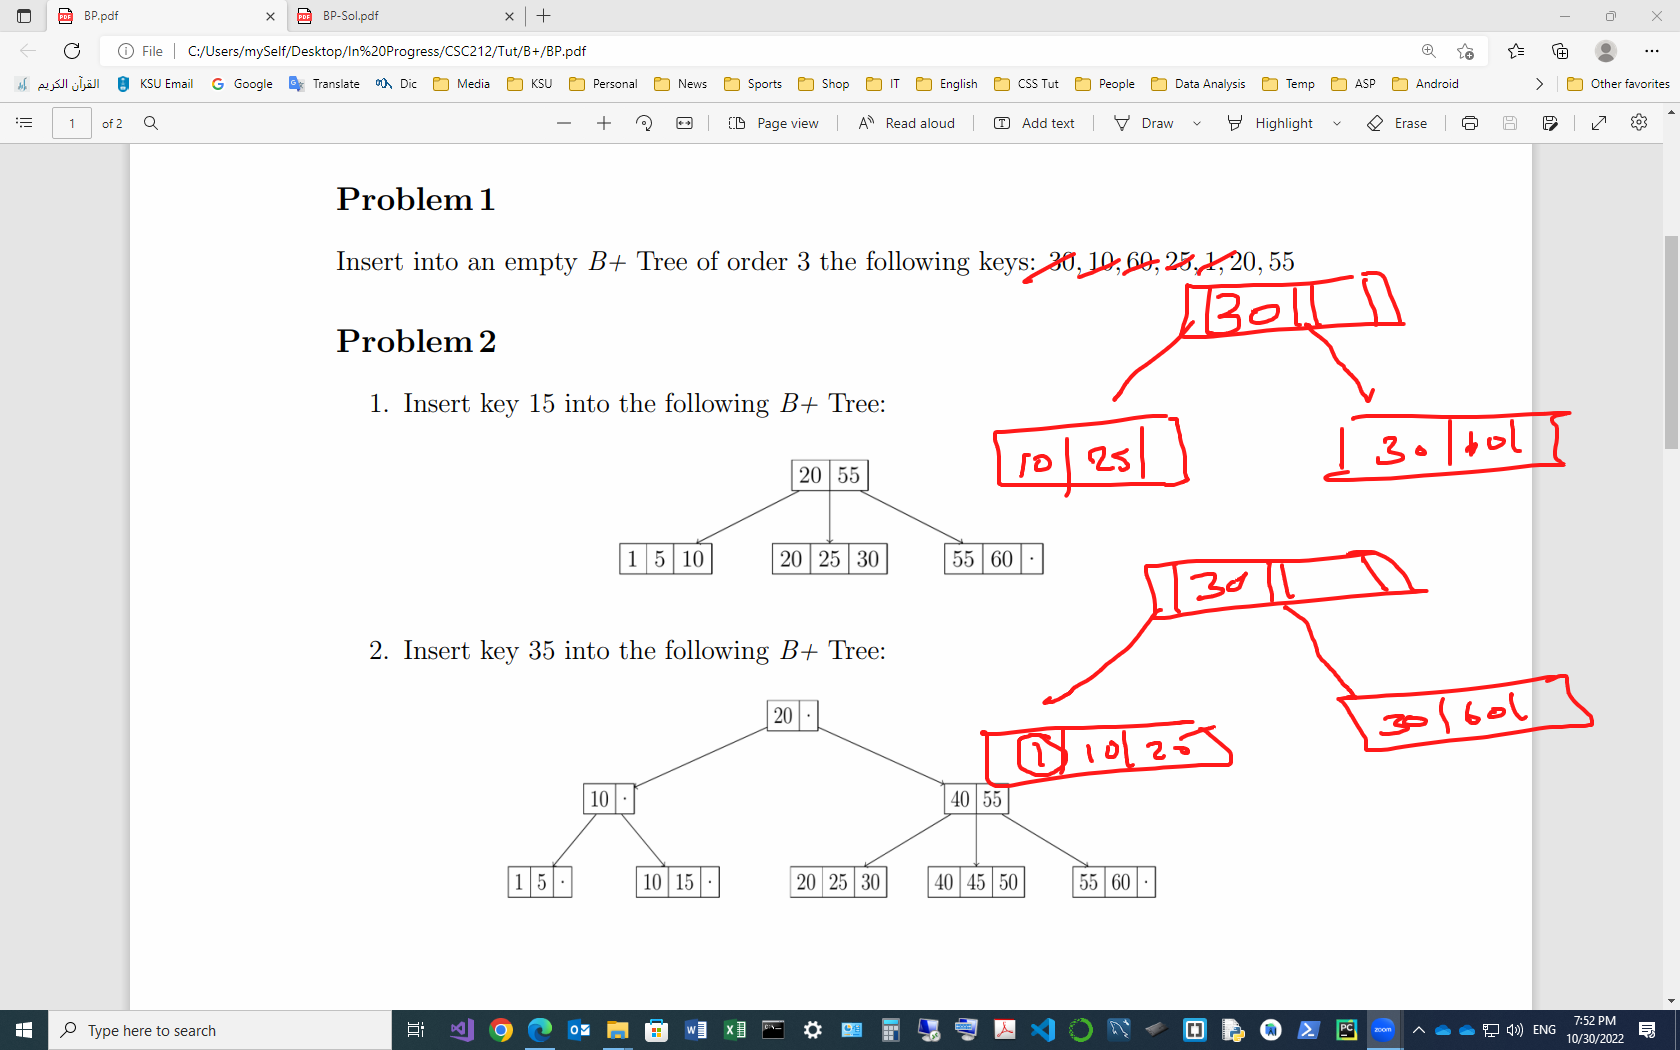 BP.pdf
BP-Sol.pdf
File
C:/Users/mySelf/Desktop/In%20Progress/CSC212/Tut/B+/BP.pdf
القرآن الكريم KSU Email Google Translate Dic Media KSU Personal News Sports Shop IT English CSS Tut People Data Analysis Temp ASP Android Other favorites
1 of 2 Page view Read aloud Add text Draw Highlight Erase
Problem 1
Insert into an empty B+ Tree of order 3 the following keys: 30, 10, 60, 25, 1, 20, 55
30
Problem 2
1. Insert key 15 into the following B+ Tree:
10 25 30 60
20 55
1 5 10 20 25 30 55 60 ·
30
2. Insert key 35 into the following B+ Tree:
20 ·
30 60
1 10 25
10 · 40 55
1 5 · 10 15 · 20 25 30 40 45 50 55 60 ·
Type here to search
ENG
7:52 PM
10/30/2022
zoom